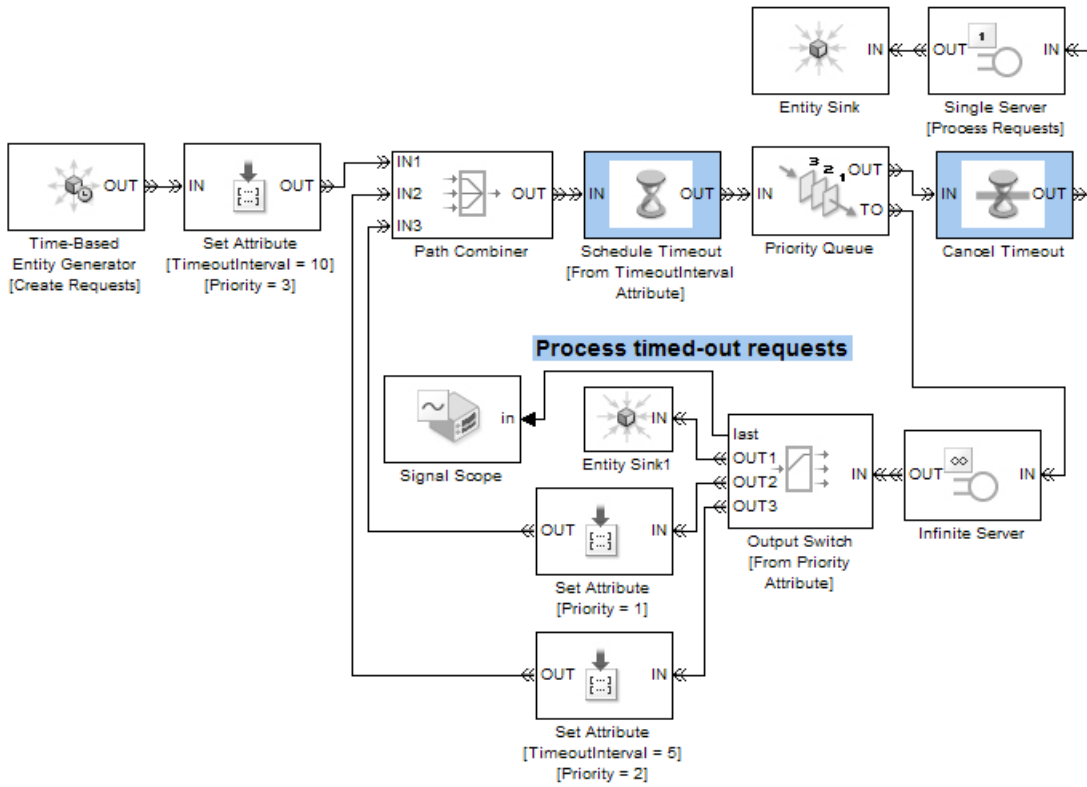 IN
OUT
1
IN
Entity Sink
Single Server
[Process Requests]
OUT
IN
[...]
OUT
IN1
IN2
IN3
OUT
IN
OUT
IN
3
2
1
OUT
TO
IN
OUT
Time-Based
Entity Generator
[Create Requests]
Set Attribute
[TimeoutInterval = 10]
[Priority = 3]
Path Combiner
Schedule Timeout
[From TimeoutInterval
Attribute]
Priority Queue
Cancel Timeout
Process timed-out requests
in
Signal Scope
IN
Entity Sink1
last
OUT1
OUT2
OUT3
IN
Output Switch
[From Priority
Attribute]
OUT
∞
IN
Infinite Server
OUT
[...]
IN
Set Attribute
[Priority = 1]
OUT
[...]
IN
Set Attribute
[TimeoutInterval = 5]
[Priority = 2]